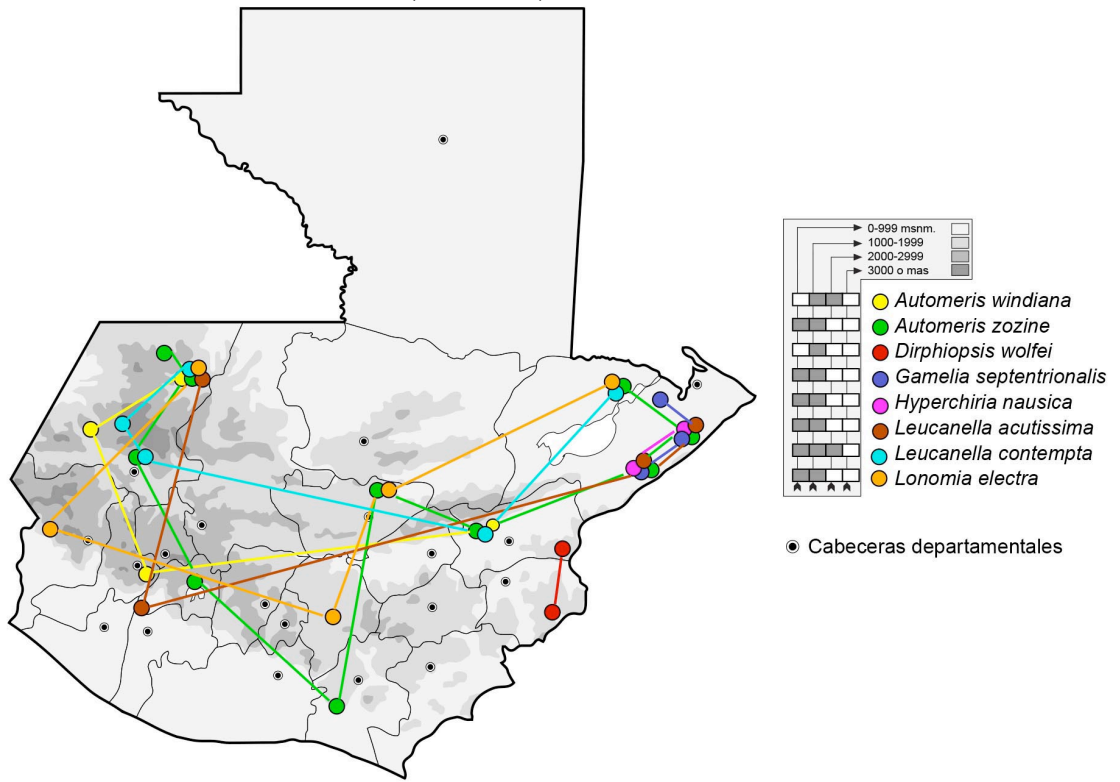 0-999 msnm.
1000-1999
2000-2999
3000 o mas
Automeris windiana
Automeris zozine
Dirphiopsis wolfei
Gamelia septentrionalis
Hyperchiria nausica
Leucanella acutissima
Leucanella contempta
Lonomia electra
Cabeceras departamentales